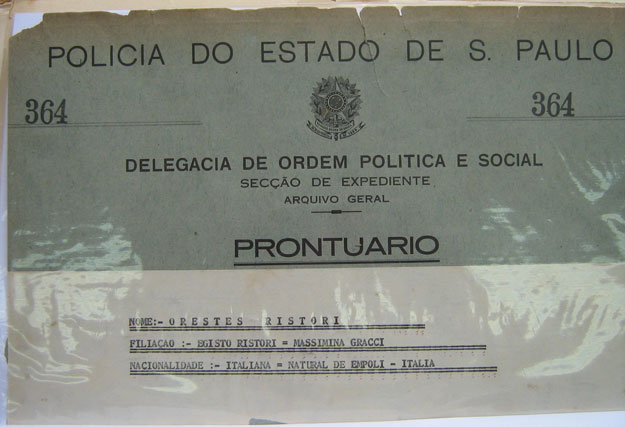 POLICIA DO ESTADO DE S. PAULO
364 364
DELEGACIA DE ORDEM POLITICA E SOCIAL
SECÇÃO DE EXPEDIENTE
ARQUIVO GERAL
PRONTUARIO
NOME:- ORESTES RISTORI
FILIACAO :- EGISTO RISTORI = MASSIMINA GRACCI
NACIONALIDADE :- ITALIANA = NATURAL DE EMPOLI - ITALIA